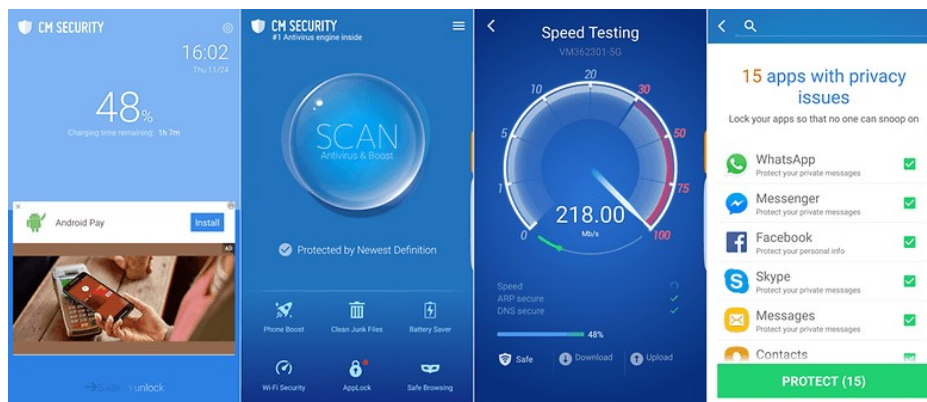 CM SECURITY
16:02
Thu 11/24
48%
Charging time remaining: 1h 7m
Android Pay
Install
AD
unlock
CM SECURITY
#1 Antivirus engine inside
SCAN
Antivirus & Boost
Protected by Newest Definition
Phone Boost
Clean Junk Files
Battery Saver
Wi-Fi Security
AppLock
Safe Browsing
Speed Testing
VM362301-5G
0
1
5
10
20
30
50
75
100
218.00
Mb/s
Speed
ARP secure
DNS secure
48%
Safe
Download
Upload
15 apps with privacy
issues
Lock your apps so that no one can snoop on
WhatsApp
Protect your private messages
Messenger
Protect your private messages
Facebook
Protect your personal info
Skype
Protect your private messages
Messages
Protect your private messages
Contacts
PROTECT (15)